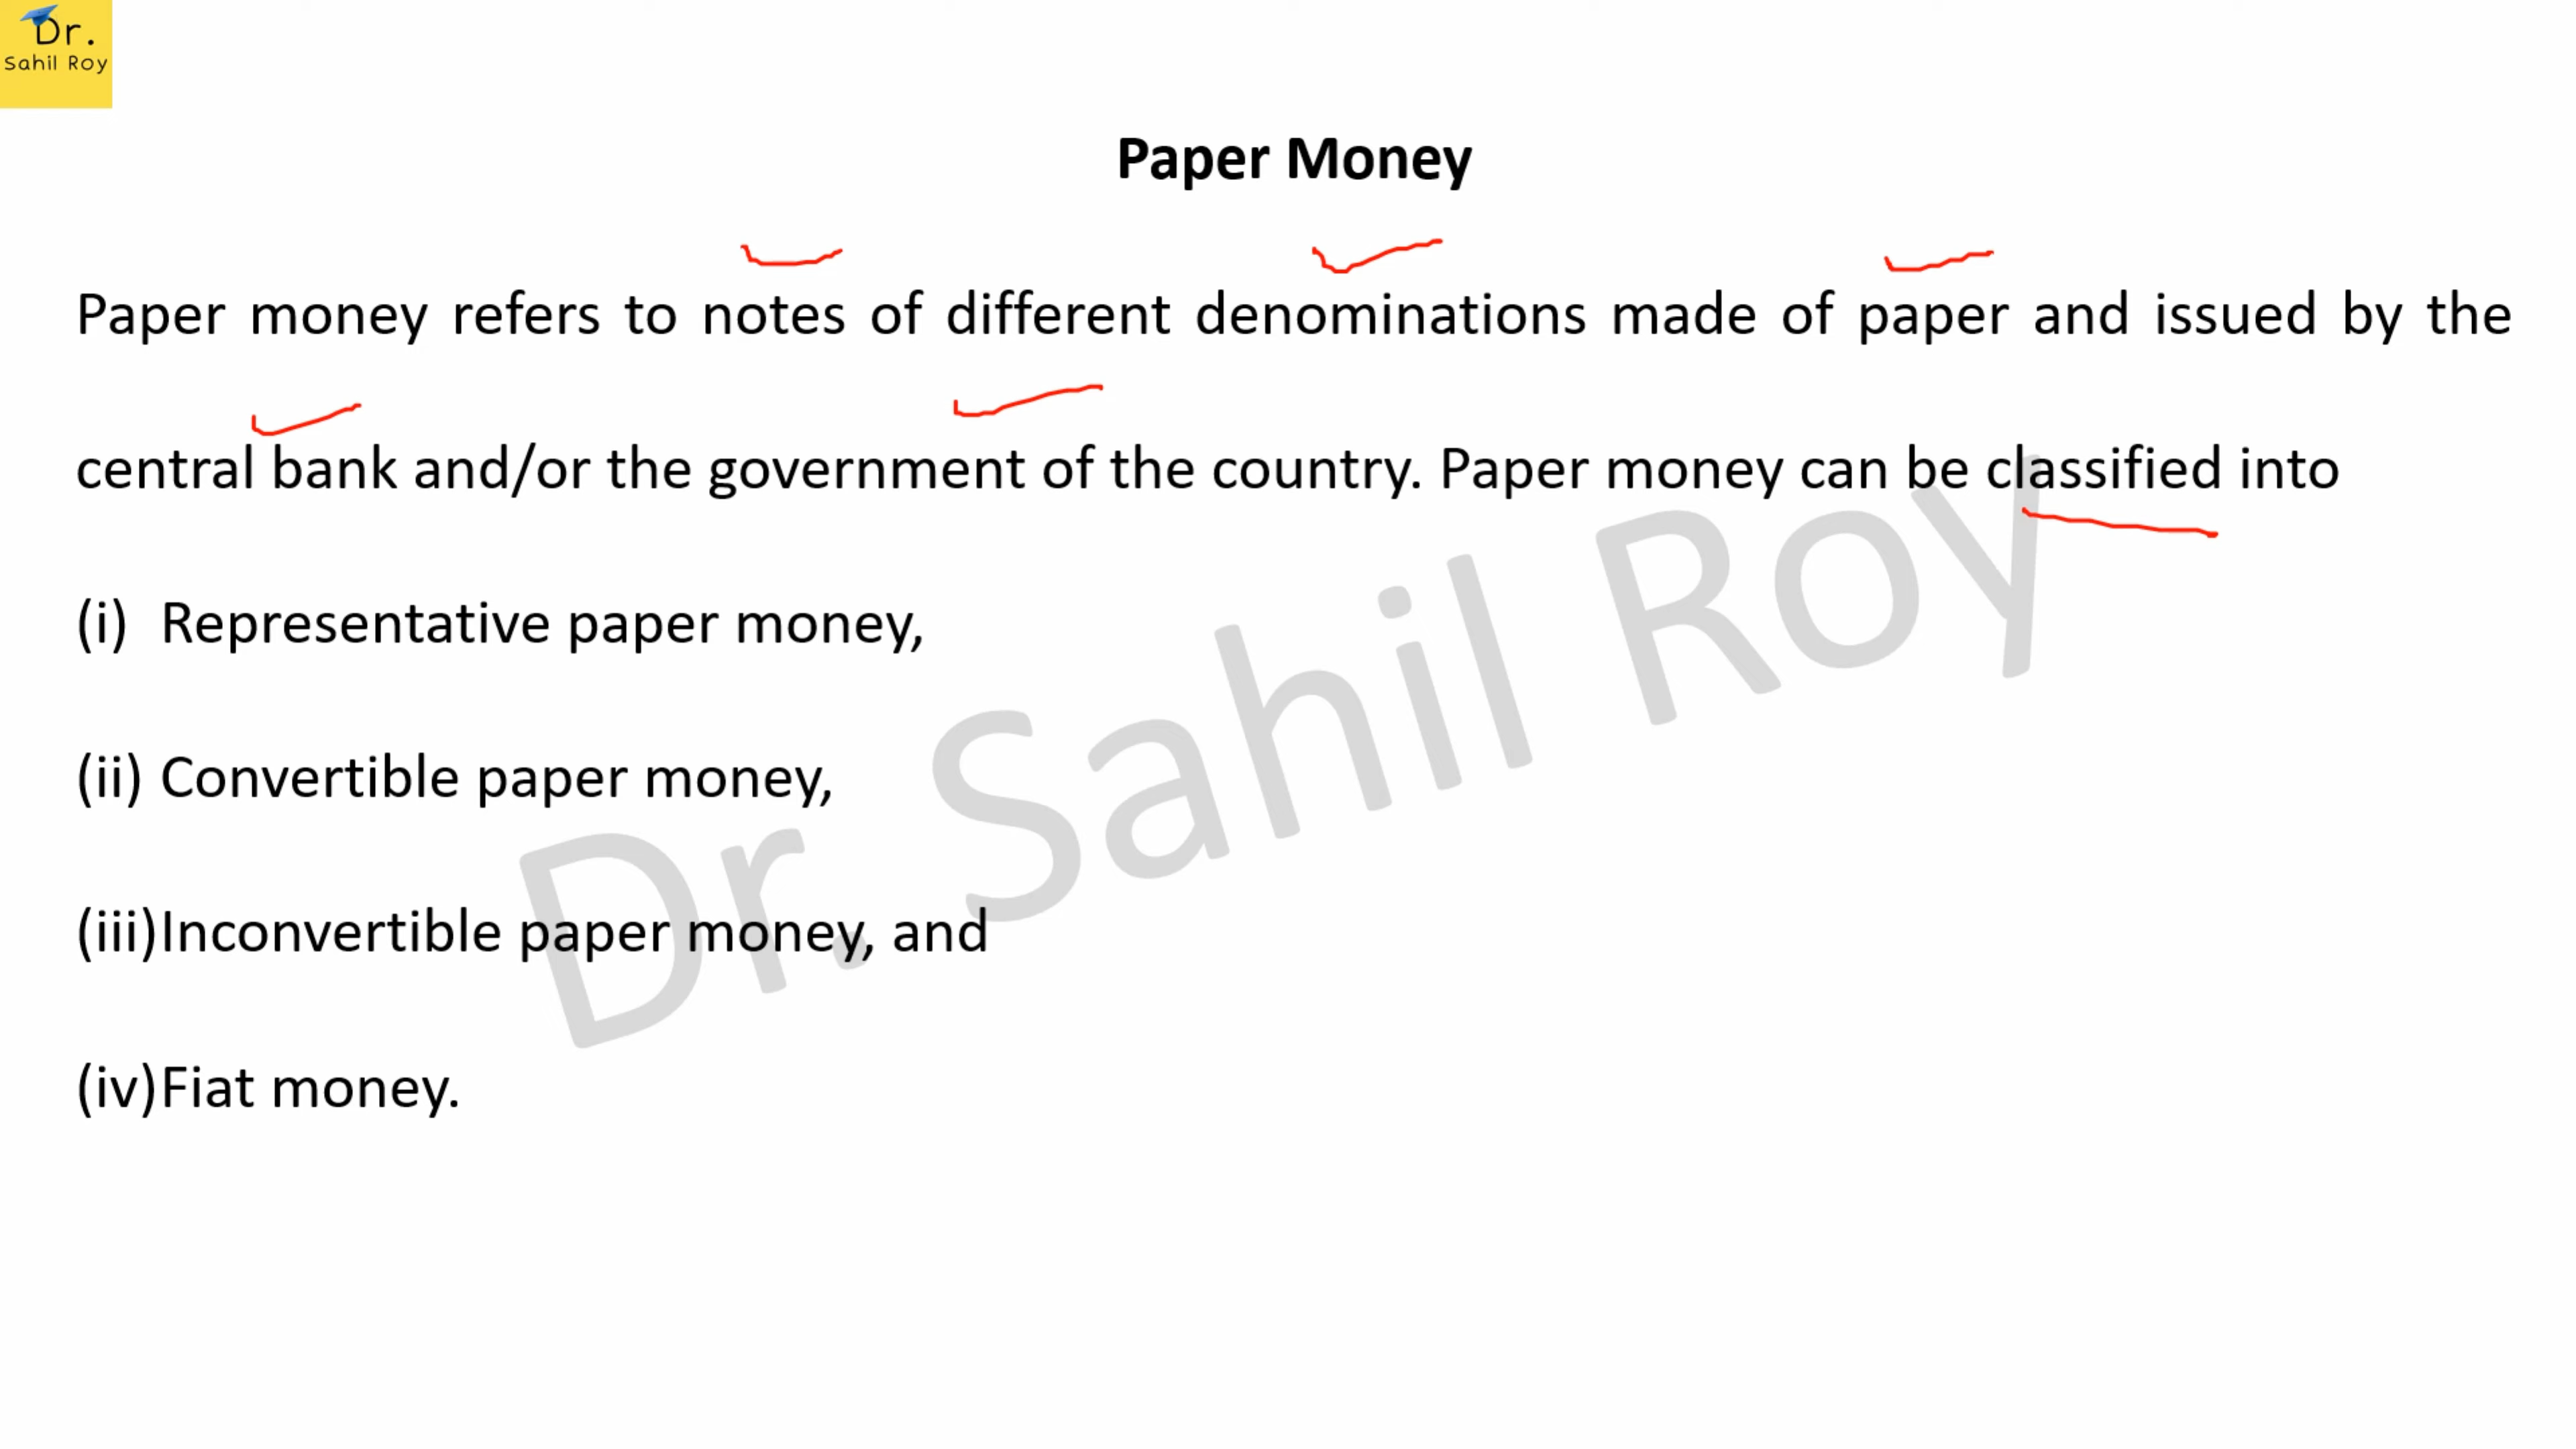 Dr.
Sahil Roy
Paper Money
Paper money refers to notes of different denominations made of paper and issued by the
central bank and/or the government of the country. Paper money can be classified into
(i) Representative paper money,
(ii) Convertible paper money,
(iii)Inconvertible paper money, and
(iv)Fiat money.
Dr. Sahil Roy